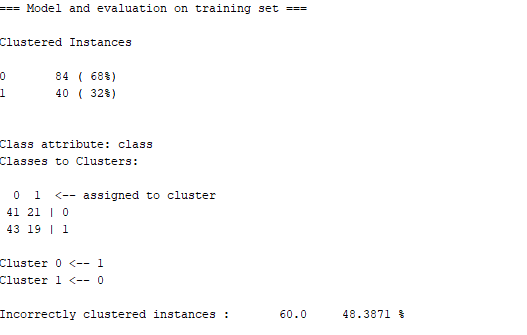 === Model and evaluation on training set ===
Clustered Instances
0 84 ( 68%)
1 40 ( 32%)
Class attribute: class
Classes to Clusters:
0 1 <-- assigned to cluster
41 21 | 0
43 19 | 1
Cluster 0 <-- 1
Cluster 1 <-- 0
Incorrectly clustered instances : 60.0 48.3871 %